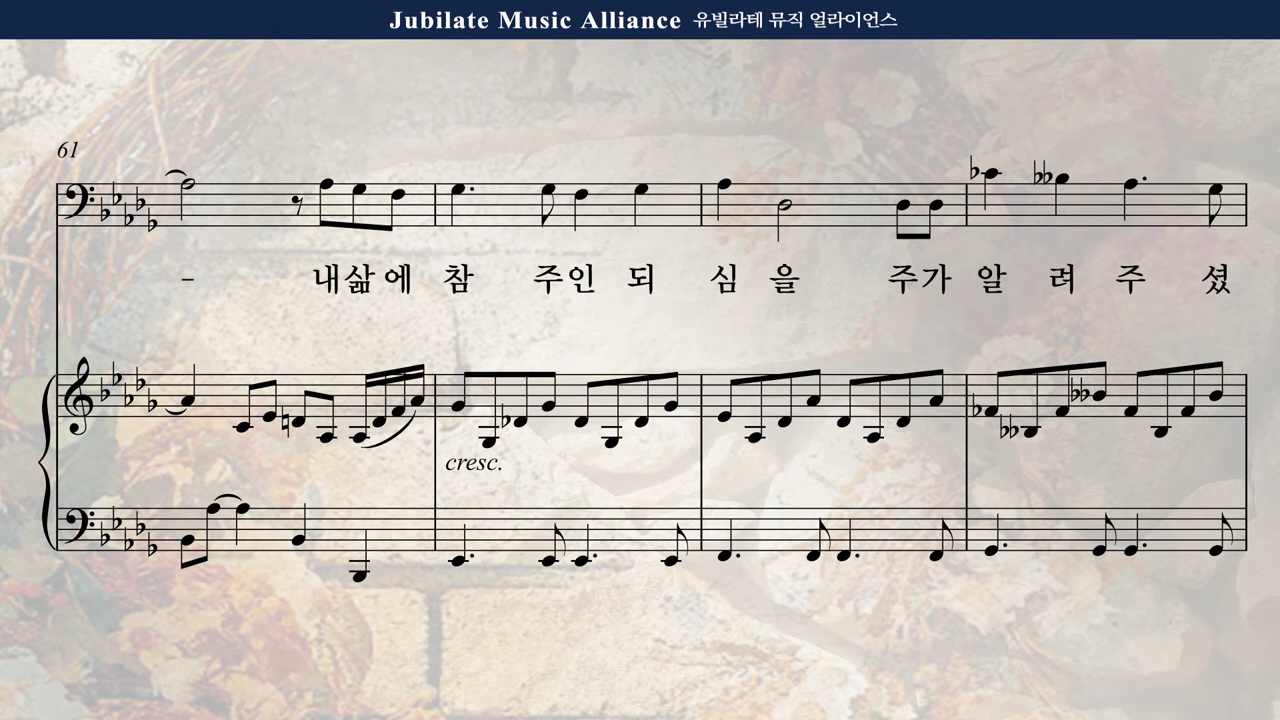 Jubilate Music Alliance 유빌라테 뮤직 얼라이언스
61
- 내 삶 에 참 주 인 되 심 을 주 가 알 려 주 셨
cresc.